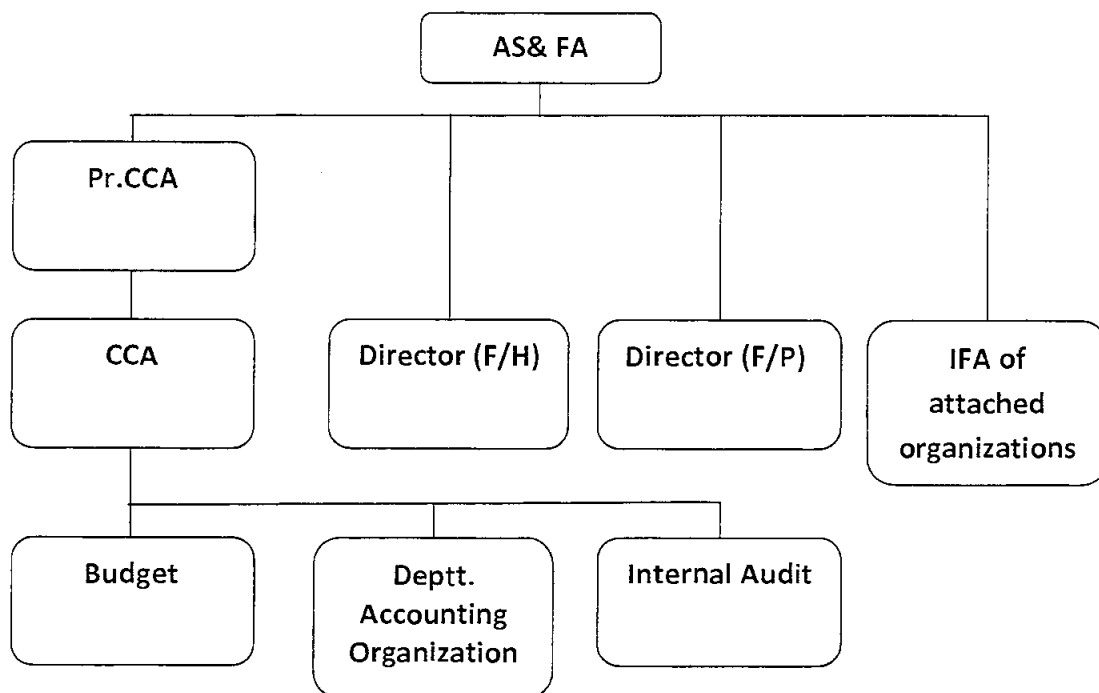 AS& FA
Pr.CCA
CCA
Director (F/H)
Director (F/P)
IFA of
attached
organizations
Budget
Deptt.
Accounting
Organization
Internal Audit